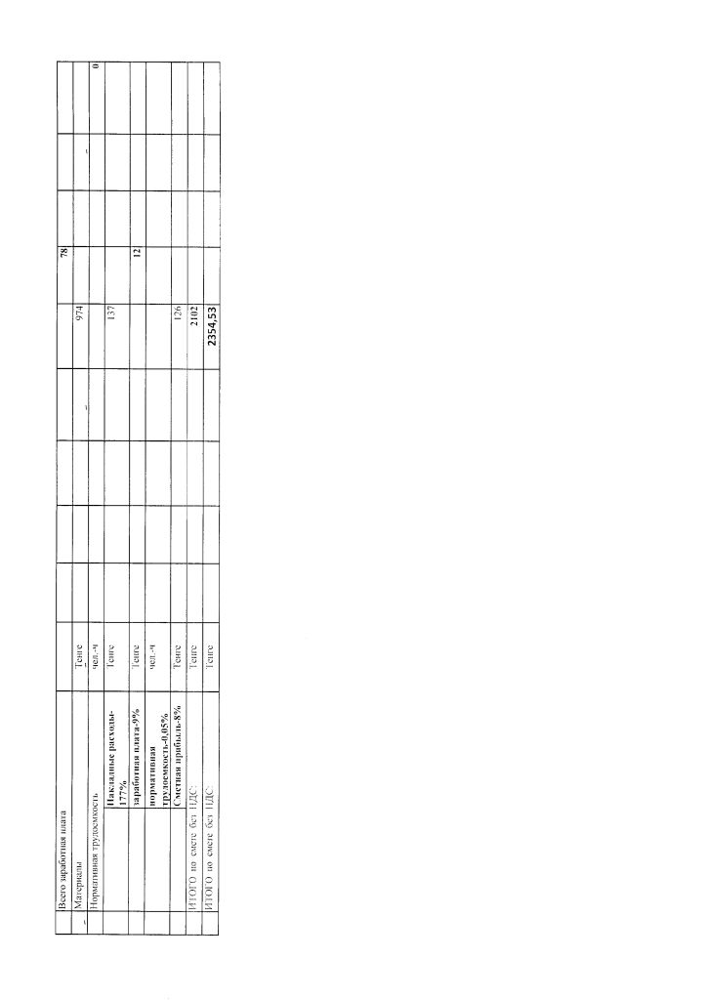 Всего заработная плата 78
Материалы Тенге 974
Нормативная трудоемкость чел.-ч 0
Накладные расходы-
177% Тенге 137
заработная плата-9% Тенге 12
нормативная
трудоемкость-0,05% чел.-ч
Сметная прибыль-8% Тенге 126
ИТОГО по смете без НДС: Тенге 2102
ИТОГО по смете без НДС: Тенге 2354,53